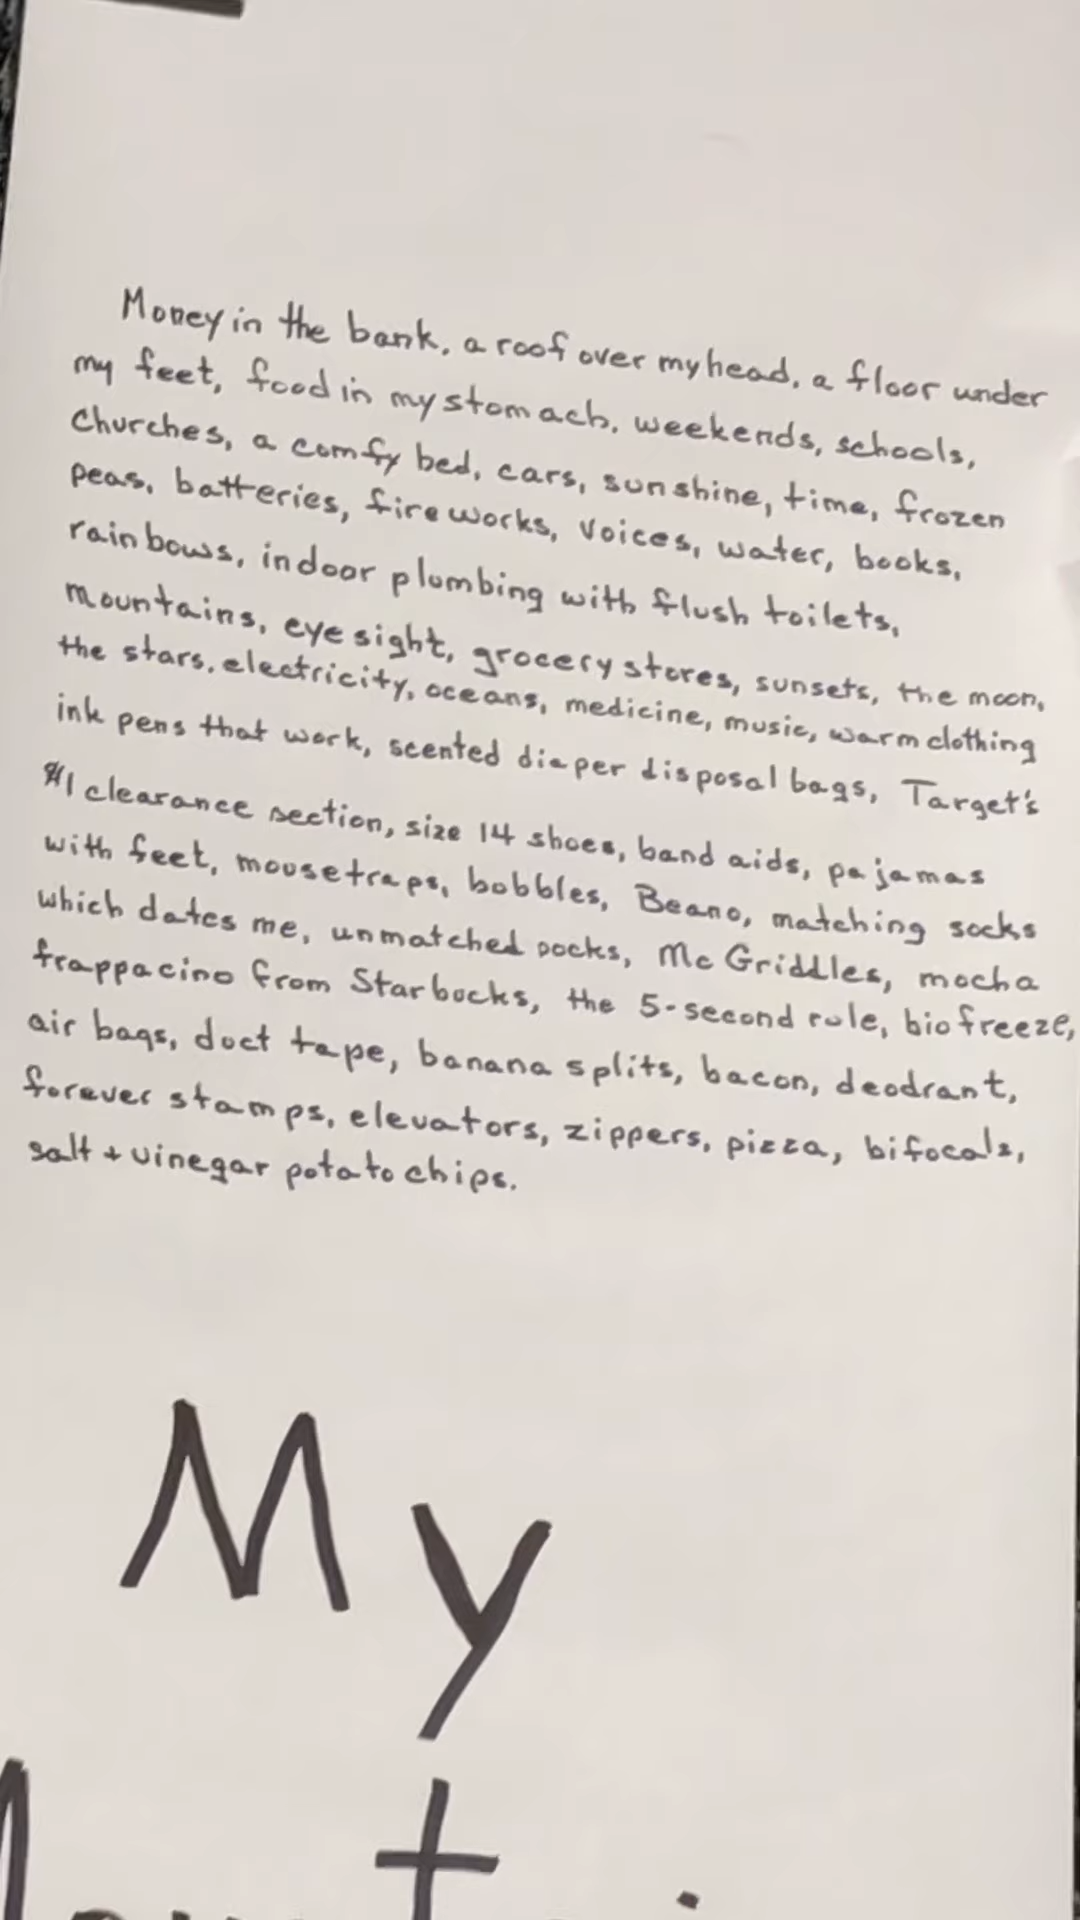 Money in the bank, a roof over my head, a floor under
my feet, food in my stomach, weekends, schools,
Churches, a comfy bed, cars, sunshine, time, frozen
peas, batteries, fireworks, voices, water, books,
rainbows, indoor plumbing with flush toilets,
mountains, eyesight, grocery stores, sunsets, the moon,
the stars, electricity, oceans, medicine, music, warm clothing
ink pens that work, scented diaper disposal bags, Target's
$1 clearance section, size 14 shoes, band aids, pajamas
with feet, mousetraps, bobbles, Beano, matching socks
which dates me, unmatched socks, McGriddles, mocha
frappacino from Starbucks, the 5-second rule, biofreeze,
air bags, duct tape, banana splits, bacon, deodrant,
forever stamps, elevators, zippers, pizza, bifocals,
salt + vinegar potato chips.
My